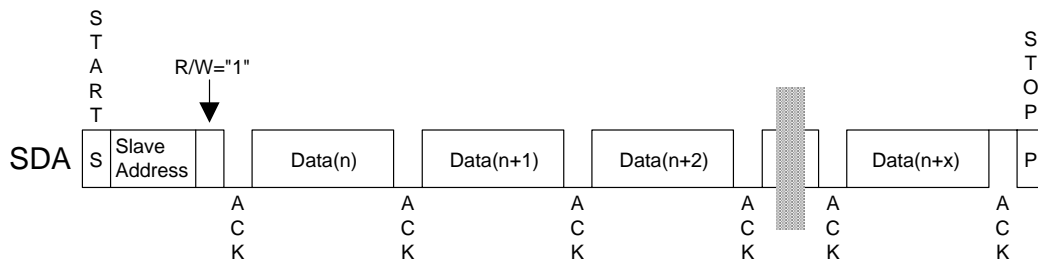 START
STOP
R/W="1"
SDA
S
Slave
Address
Data(n)
Data(n+1)
Data(n+2)
Data(n+x)
P
ACK
ACK
ACK
ACK
ACK
ACK